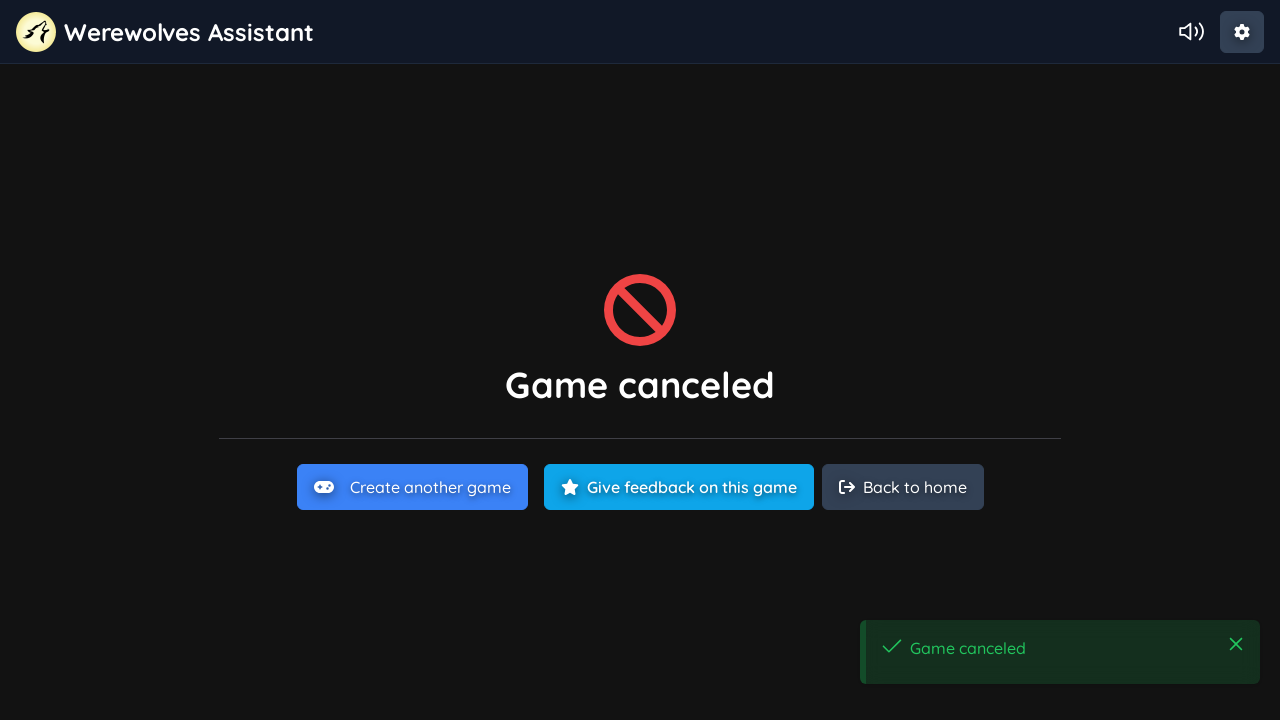 Werewolves Assistant
Game canceled
Create another game
Give feedback on this game
Back to home
Game canceled